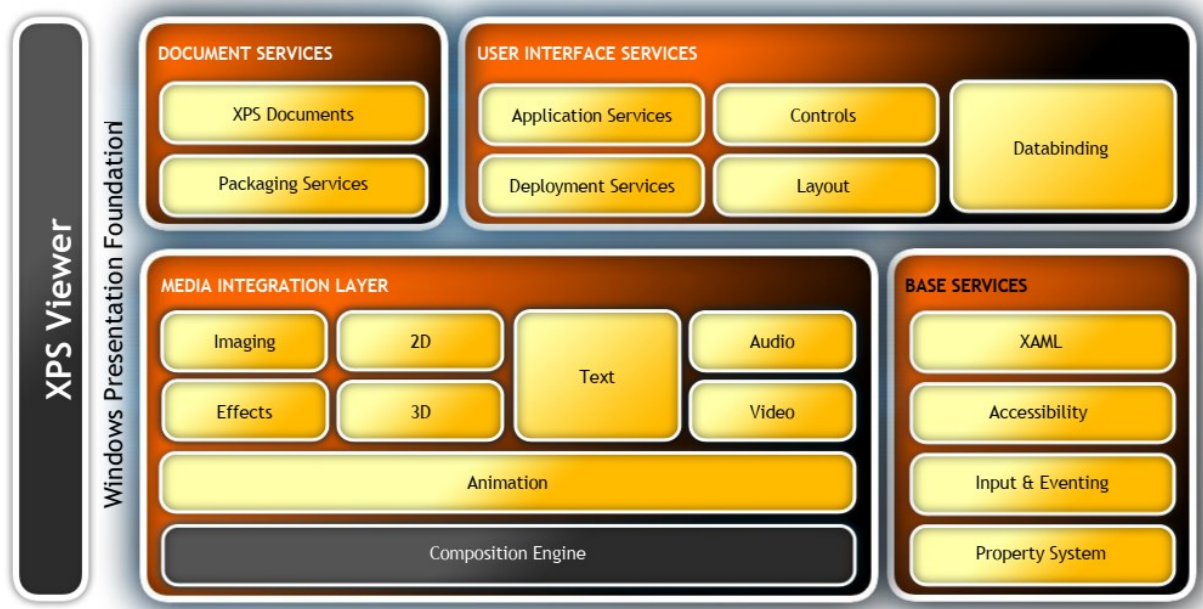 XPS Viewer
Windows Presentation Foundation
DOCUMENT SERVICES
XPS Documents
Packaging Services
USER INTERFACE SERVICES
Application Services
Controls
Databinding
Deployment Services
Layout
MEDIA INTEGRATION LAYER
Imaging
2D
Text
Audio
Effects
3D
Video
Animation
Composition Engine
BASE SERVICES
XAML
Accessibility
Input & Eventing
Property System